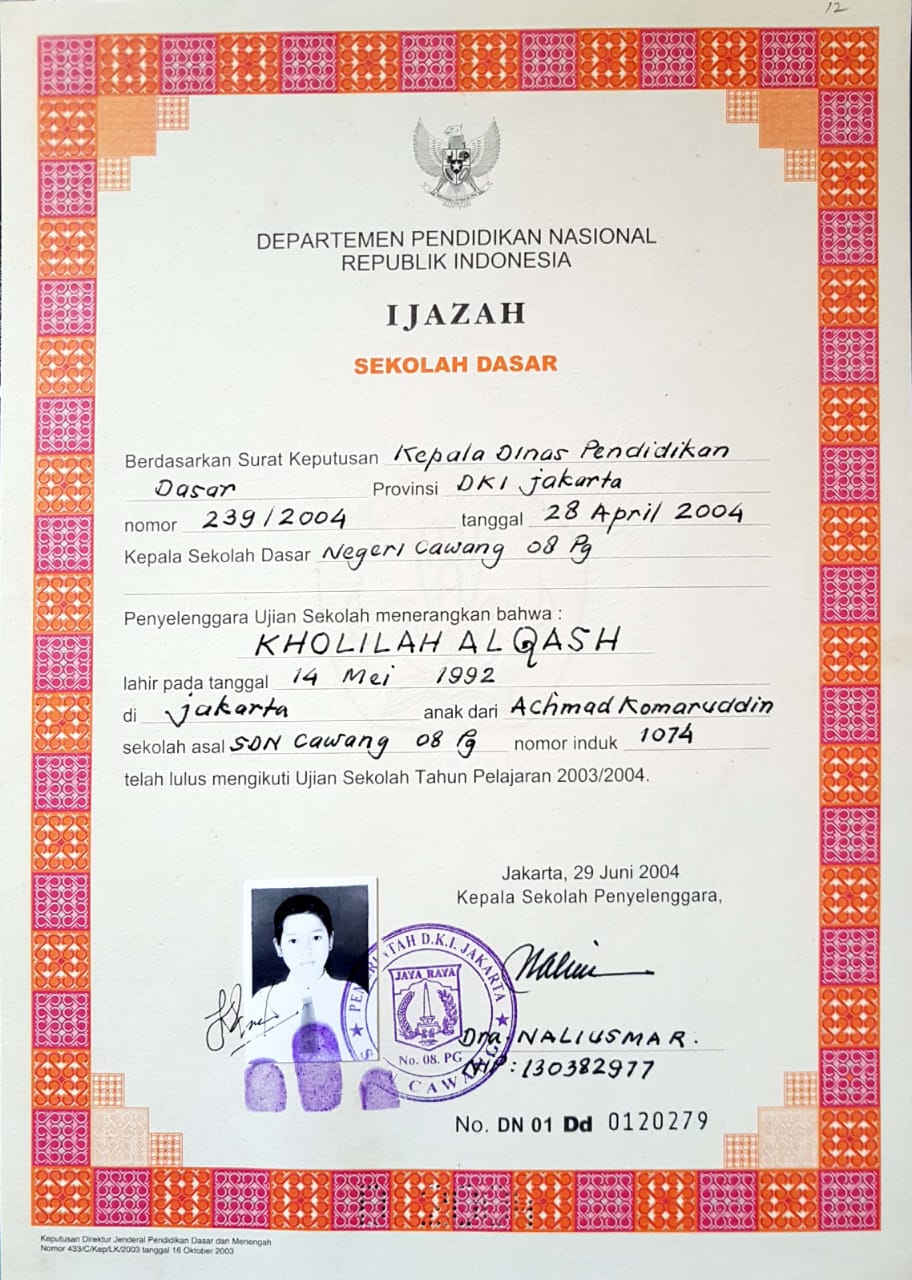 12
DEPARTEMEN PENDIDIKAN NASIONAL
REPUBLIK INDONESIA
IJAZAH
SEKOLAH DASAR
Berdasarkan Surat Keputusan Kepala Dinas Pendidikan
Dasar Provinsi DKI jakarta
nomor 239/2004 tanggal 28 April 2004
Kepala Sekolah Dasar Negeri Cawang 08 Pg
Penyelenggara Ujian Sekolah menerangkan bahwa :
KHOLILAH ALQASH
lahir pada tanggal 14 Mei 1992
di jakarta anak dari Achmad Komaruddin
sekolah asal SDN Cawang 08 Pg nomor induk 1074
telah lulus mengikuti Ujian Sekolah Tahun Pelajaran 2003/2004.
Jakarta, 29 Juni 2004
Kepala Sekolah Penyelenggara,
D.K.I. JAKARTA
JAYA RAYA
No. 08. PG
CAWANG
Dra. NALIUSMAR.
NIP : 130382977
No. DN 01 Dd 0120279
Keputusan Direktur Jenderal Pendidikan Dasar dan Menengah
Nomor 433/C/Kep/LK/2003 tanggal 16 Oktober 2003